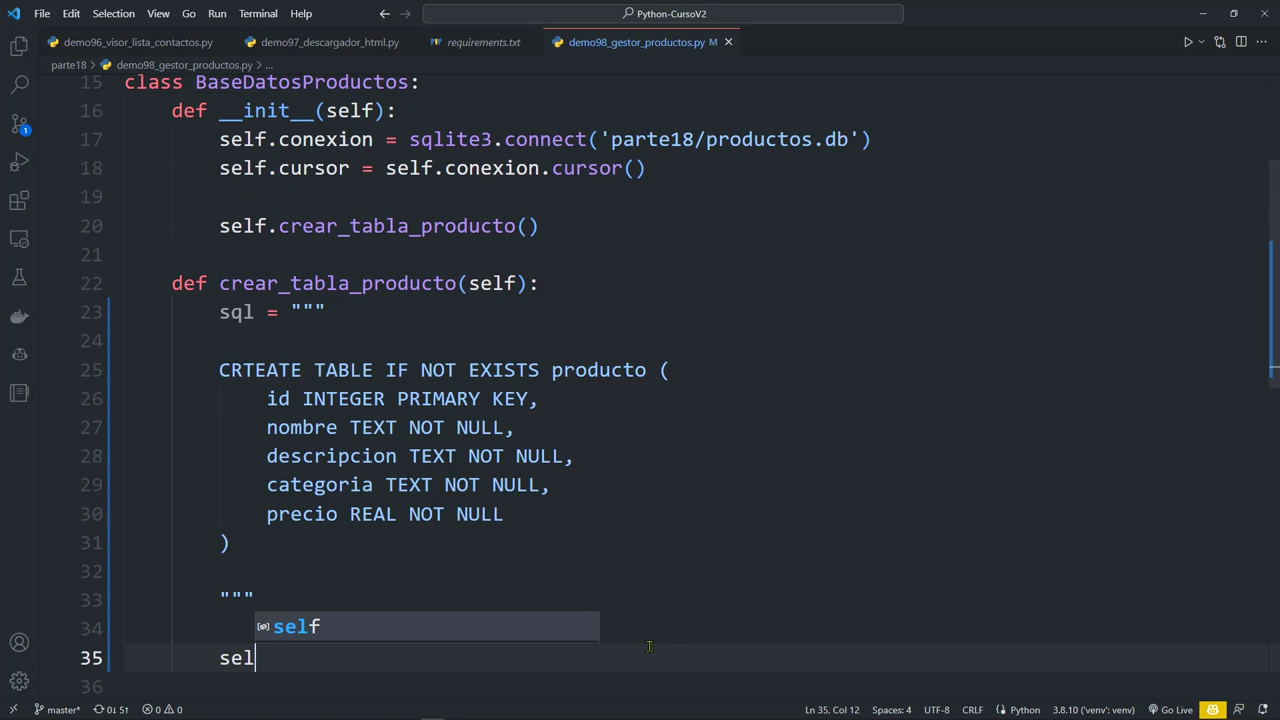 File Edit Selection View Go Run Terminal Help Python-CursoV2
demo96_visor_lista_contactos.py demo97_descargador_html.py requirements.txt demo98_gestor_productos.py M
parte18 > demo98_gestor_productos.py > ...
15 class BaseDatosProductos:
16 def __init__(self):
17 self.conexion = sqlite3.connect('parte18/productos.db')
18 self.cursor = self.conexion.cursor()
19
20 self.crear_tabla_producto()
21
22 def crear_tabla_producto(self):
23 sql = """
24
25 CRTEATE TABLE IF NOT EXISTS producto (
26 id INTEGER PRIMARY KEY,
27 nombre TEXT NOT NULL,
28 descripcion TEXT NOT NULL,
29 categoria TEXT NOT NULL,
30 precio REAL NOT NULL
31 )
32
33 """
34 self
35 sel
36
1
master* 0↓ 5↑ 0 0 Ln 35, Col 12 Spaces: 4 UTF-8 CRLF Python 3.8.10 ('venv': venv) Go Live